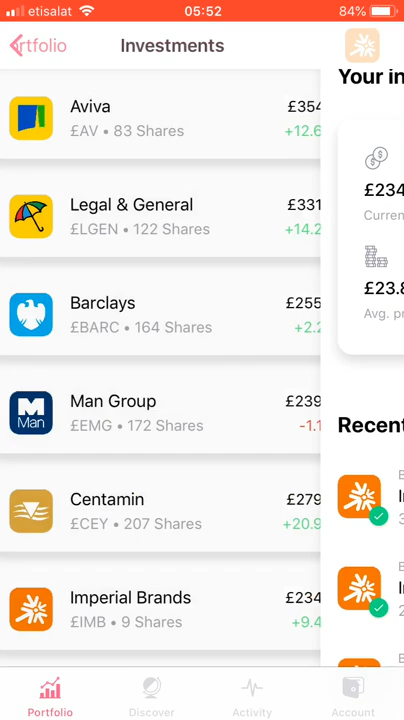 etisalat 05:52 84%
rtfolio Investments
Your in
Aviva £354
£AV • 83 Shares +12.6
£234
Curren
Legal & General £331
£LGEN • 122 Shares +14.2
£23.8
Avg. pr
Barclays £255
£BARC • 164 Shares +2.2
Man Group £239
£EMG • 172 Shares -1.1
M
Man
Recent
Centamin £279
£CEY • 207 Shares +20.9
B
I
3
Imperial Brands £234
£IMB • 9 Shares +9.4
B
I
2
B
Portfolio Discover Activity Account